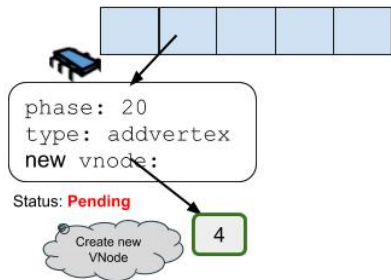 phase: 20
type: addvertex
new vnode:
Status: Pending
4
Create new
VNode